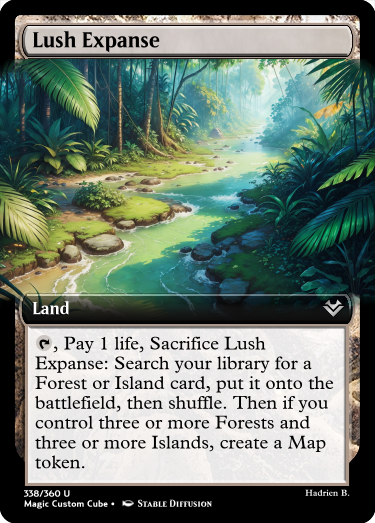 Lush Expanse
Land
, Pay 1 life, Sacrifice Lush
Expanse: Search your library for a
Forest or Island card, put it onto the
battlefield, then shuffle. Then if you
control three or more Forests and
three or more Islands, create a Map
token.
338/360 U
Hadrien B.
Magic Custom Cube • Stable Diffusion